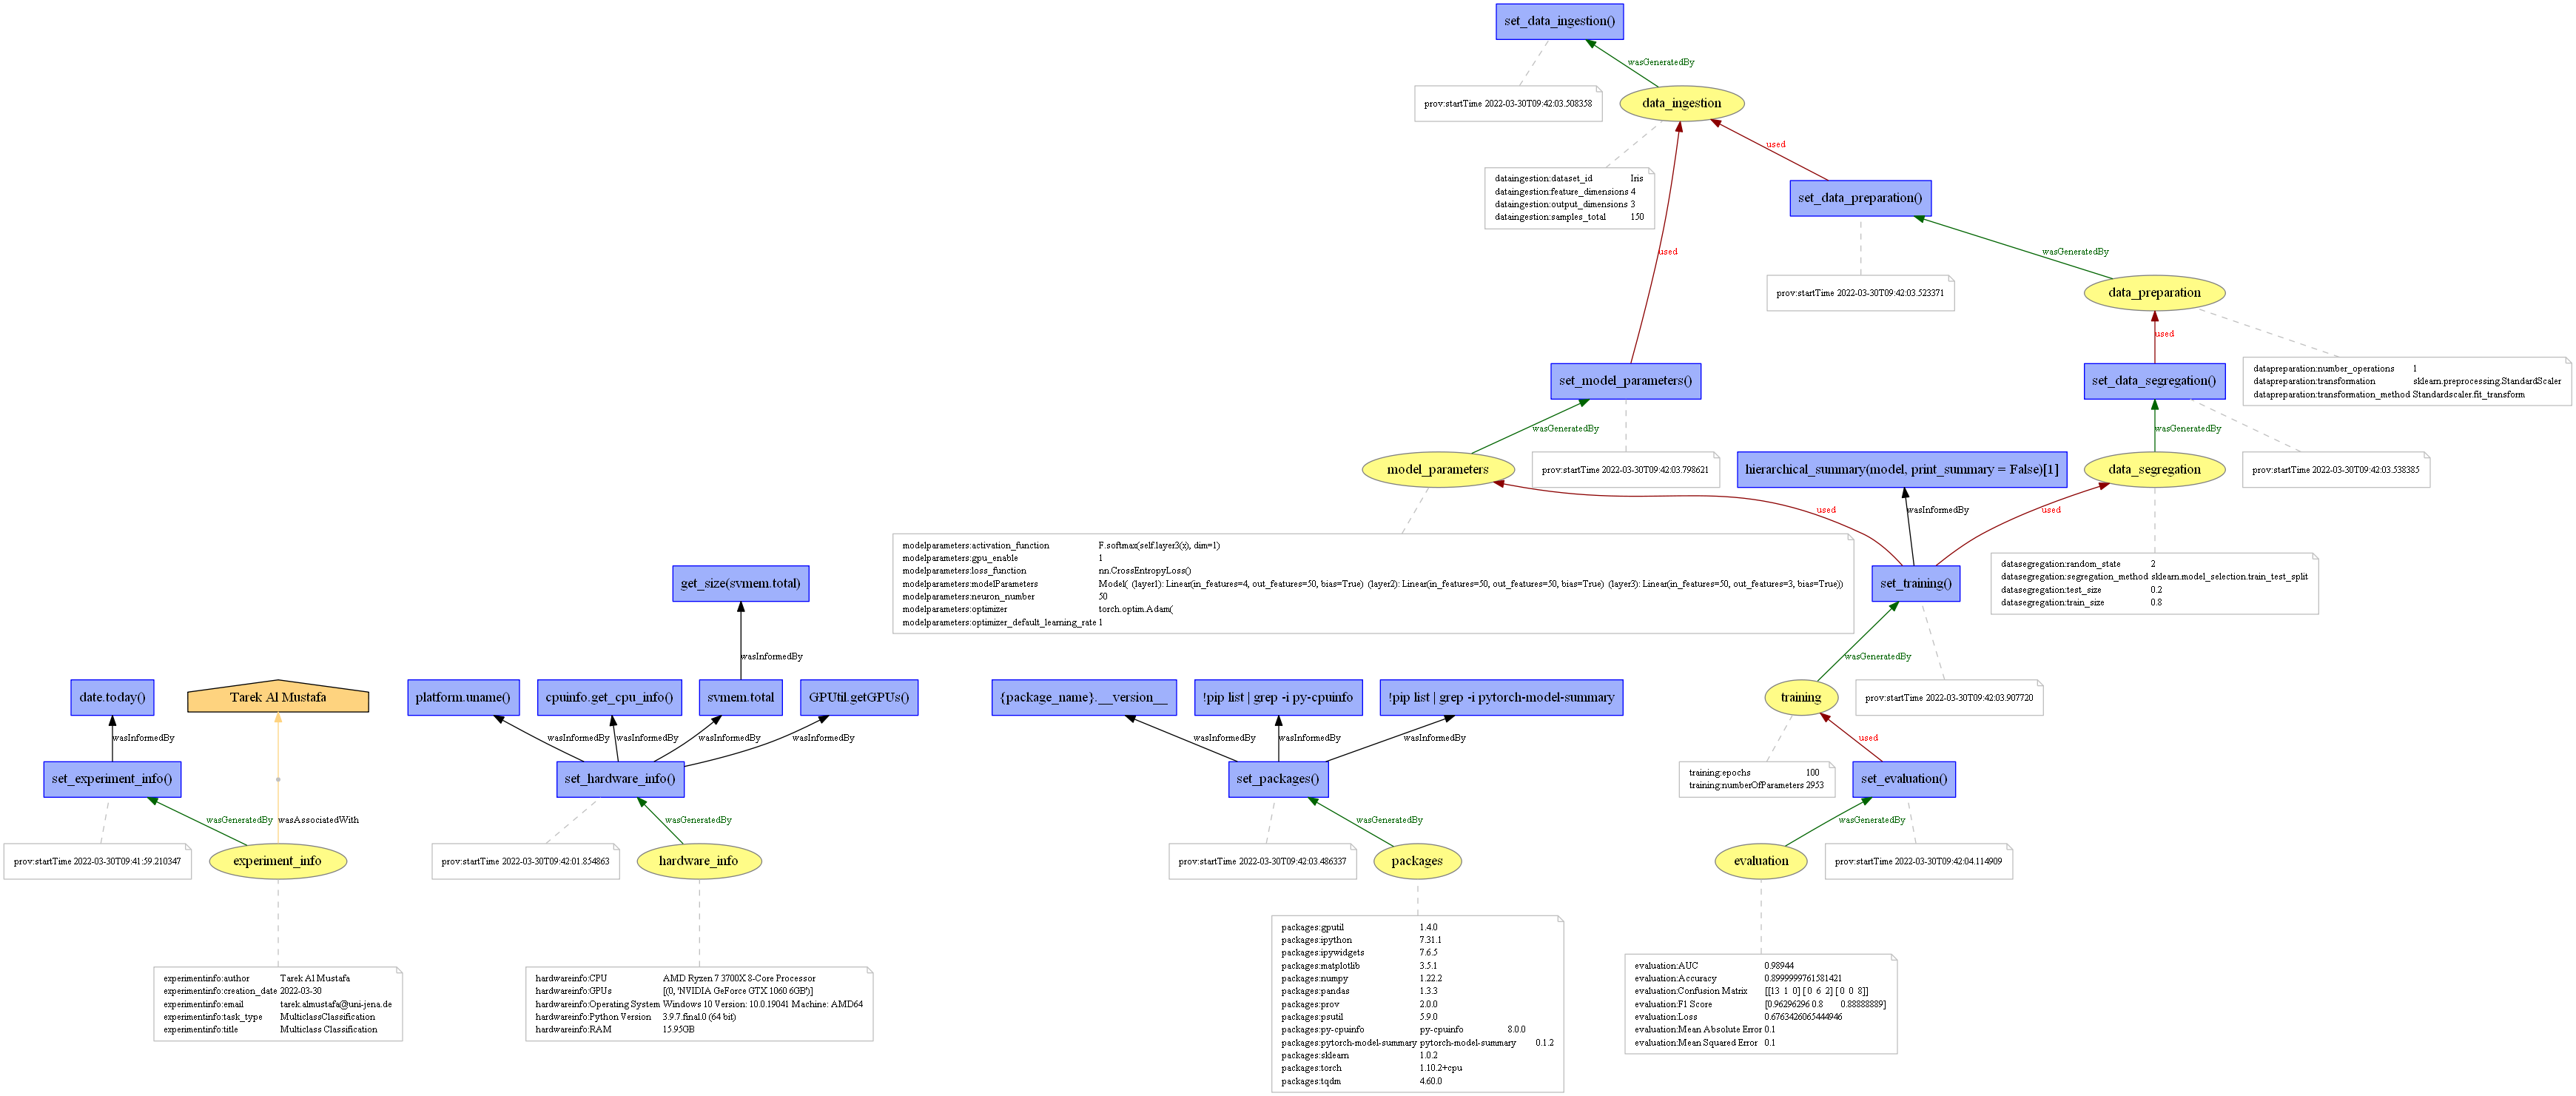 set_data_ingestion()
wasGeneratedBy
prov:startTime 2022-03-30T09:42:03.508358
data_ingestion
used
dataingestion:dataset_id Iris
dataingestion:feature_dimensions 4
dataingestion:output_dimensions 3
dataingestion:samples_total 150
set_data_preparation()
used
wasGeneratedBy
prov:startTime 2022-03-30T09:42:03.523371
data_preparation
used
set_model_parameters()
set_data_segregation()
datapreparation:number_operations 1
datapreparation:transformation sklearn.preprocessing.StandardScaler
datapreparation:transformation_method Standardscaler.fit_transform
wasGeneratedBy
wasGeneratedBy
model_parameters
prov:startTime 2022-03-30T09:42:03.798621
hierarchical_summary(model, print_summary = False)[1]
data_segregation
prov:startTime 2022-03-30T09:42:03.538385
used
wasInformedBy
used
modelparameters:activation_function F.softmax(self.layer3(x), dim=1)
modelparameters:gpu_enable 1
modelparameters:loss_function nn.CrossEntropyLoss()
modelparameters:modelParameters Model( (layer1): Linear(in_features=4, out_features=50, bias=True) (layer2): Linear(in_features=50, out_features=50, bias=True) (layer3): Linear(in_features=50, out_features=3, bias=True))
modelparameters:neuron_number 50
modelparameters:optimizer torch.optim.Adam(
modelparameters:optimizer_default_learning_rate 1
get_size(svmem.total)
set_training()
datasegregation:random_state 2
datasegregation:segregation_method sklearn.model_selection.train_test_split
datasegregation:test_size 0.2
datasegregation:train_size 0.8
wasInformedBy
wasGeneratedBy
date.today()
Tarek Al Mustafa
platform.uname()
cpuinfo.get_cpu_info()
svmem.total
GPUtil.getGPUs()
{package_name}.__version__
!pip list | grep -i py-cpuinfo
!pip list | grep -i pytorch-model-summary
training
prov:startTime 2022-03-30T09:42:03.907720
wasInformedBy
wasInformedBy
wasInformedBy
wasInformedBy
wasInformedBy
wasInformedBy
wasInformedBy
wasInformedBy
used
set_experiment_info()
set_hardware_info()
set_packages()
training:epochs 100
training:numberOfParameters 2953
set_evaluation()
wasGeneratedBy
wasAssociatedWith
wasGeneratedBy
wasGeneratedBy
wasGeneratedBy
prov:startTime 2022-03-30T09:41:59.210347
experiment_info
prov:startTime 2022-03-30T09:42:01.854863
hardware_info
prov:startTime 2022-03-30T09:42:03.486337
packages
evaluation
prov:startTime 2022-03-30T09:42:04.114909
experimentinfo:author Tarek Al Mustafa
experimentinfo:creation_date 2022-03-30
experimentinfo:email tarek.almustafa@uni-jena.de
experimentinfo:task_type MulticlassClassification
experimentinfo:title Multiclass Classification
hardwareinfo:CPU AMD Ryzen 7 3700X 8-Core Processor
hardwareinfo:GPUs [(0, 'NVIDIA GeForce GTX 1060 6GB')]
hardwareinfo:Operating System Windows 10 Version: 10.0.19041 Machine: AMD64
hardwareinfo:Python Version 3.9.7.final.0 (64 bit)
hardwareinfo:RAM 15.95GB
packages:gputil 1.4.0
packages:ipython 7.31.1
packages:ipywidgets 7.6.5
packages:matplotlib 3.5.1
packages:numpy 1.22.2
packages:pandas 1.3.3
packages:prov 2.0.0
packages:psutil 5.9.0
packages:py-cpuinfo py-cpuinfo 8.0.0
packages:pytorch-model-summary pytorch-model-summary 0.1.2
packages:sklearn 1.0.2
packages:torch 1.10.2+cpu
packages:tqdm 4.60.0
evaluation:AUC 0.98944
evaluation:Accuracy 0.8999999761581421
evaluation:Confusion Matrix [[13 1 0] [ 0 6 2] [ 0 0 8]]
evaluation:F1 Score [0.96296296 0.8 0.88888889]
evaluation:Loss 0.6763426065444946
evaluation:Mean Absolute Error 0.1
evaluation:Mean Squared Error 0.1